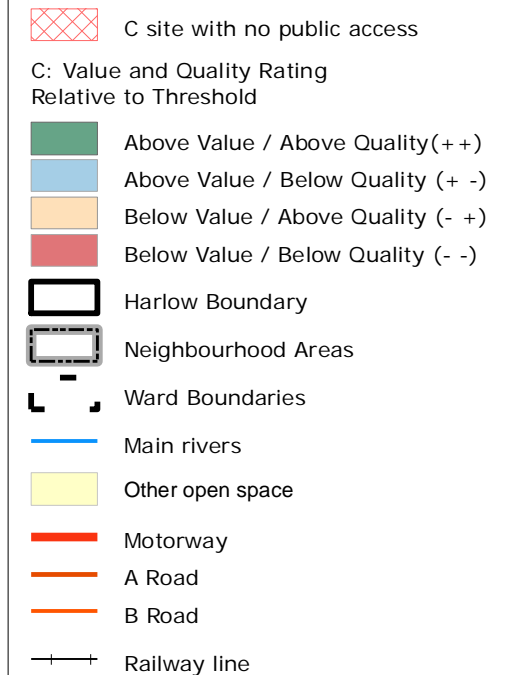 C site with no public access
C: Value and Quality Rating
Relative to Threshold
Above Value / Above Quality(++)
Above Value / Below Quality (+ -)
Below Value / Above Quality (- +)
Below Value / Below Quality (- -)
Harlow Boundary
Neighbourhood Areas
Ward Boundaries
Main rivers
Other open space
Motorway
A Road
B Road
Railway line